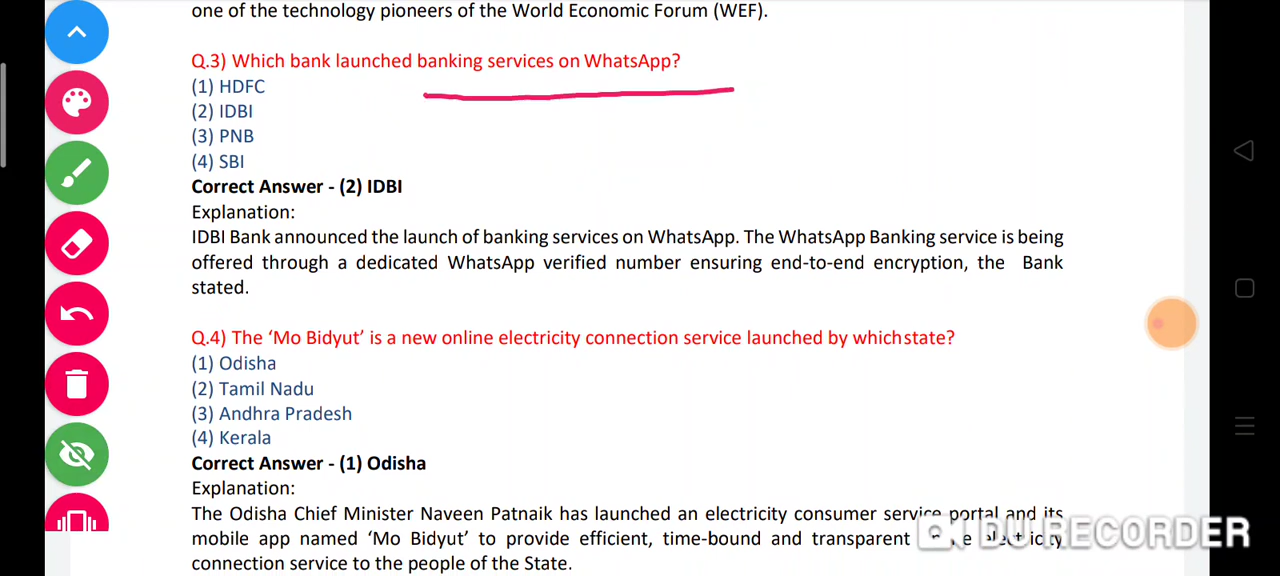 one of the technology pioneers of the World Economic Forum (WEF).
Q.3) Which bank launched banking services on WhatsApp?
(1) HDFC
(2) IDBI
(3) PNB
(4) SBI
Correct Answer - (2) IDBI
Explanation:
IDBI Bank announced the launch of banking services on WhatsApp. The WhatsApp Banking service is being
offered through a dedicated WhatsApp verified number ensuring end-to-end encryption, the Bank
stated.
Q.4) The ‘Mo Bidyut’ is a new online electricity connection service launched by which state?
(1) Odisha
(2) Tamil Nadu
(3) Andhra Pradesh
(4) Kerala
Correct Answer - (1) Odisha
Explanation:
The Odisha Chief Minister Naveen Patnaik has launched an electricity consumer service portal and its
mobile app named ‘Mo Bidyut’ to provide efficient, time-bound and transparent electricity
connection service to the people of the State.
DU RECORDER